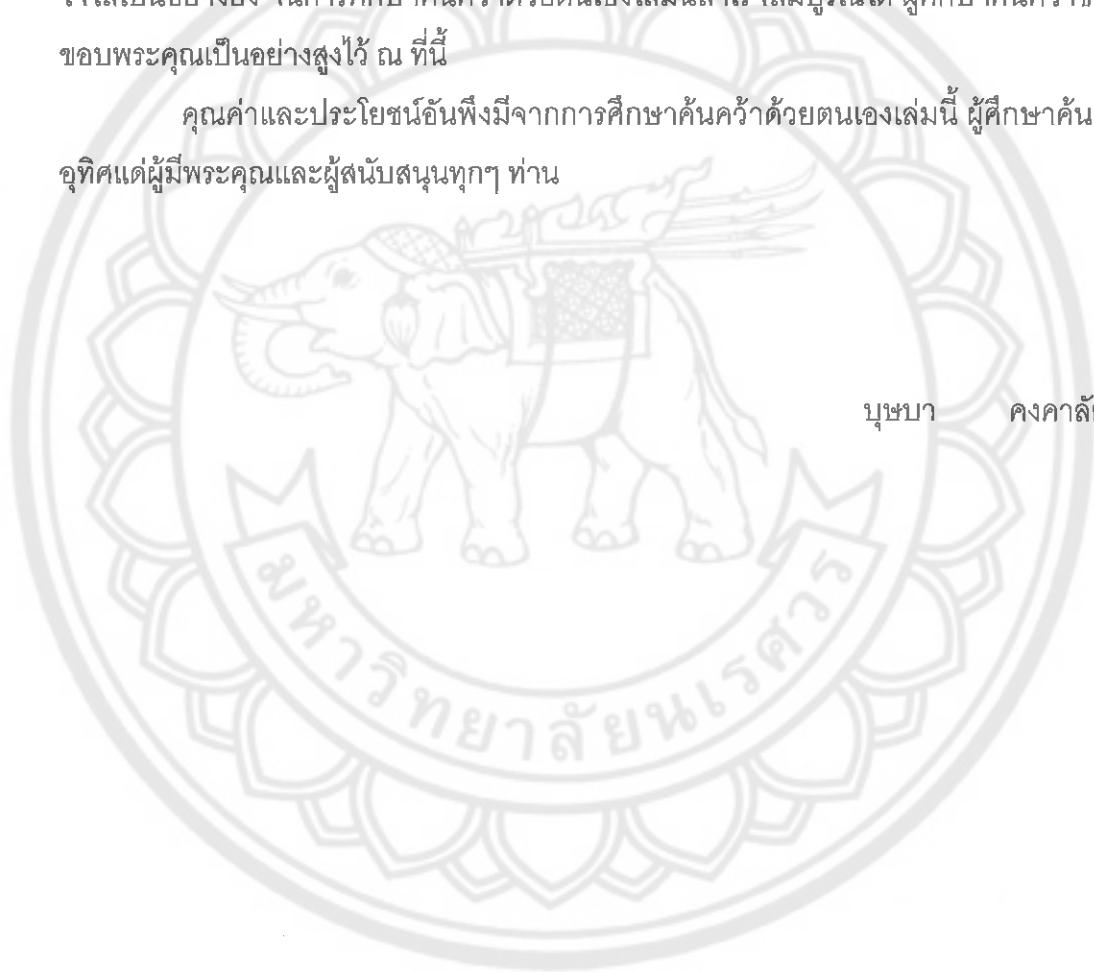 ขอบพระคุณเป็นอย่างสูงไว้ ณ ที่นี้
คุณค่าและประโยชน์อันพึงมีจากการศึกษาค้นคว้าด้วยตนเองเล่มนี้ ผู้ศึกษาค้น
อุทิศแด่ผู้มีพระคุณและผู้สนับสนุนทุกๆ ท่าน
บุษบา คงคาลั
มหาวิทยาลัยนเรศวร